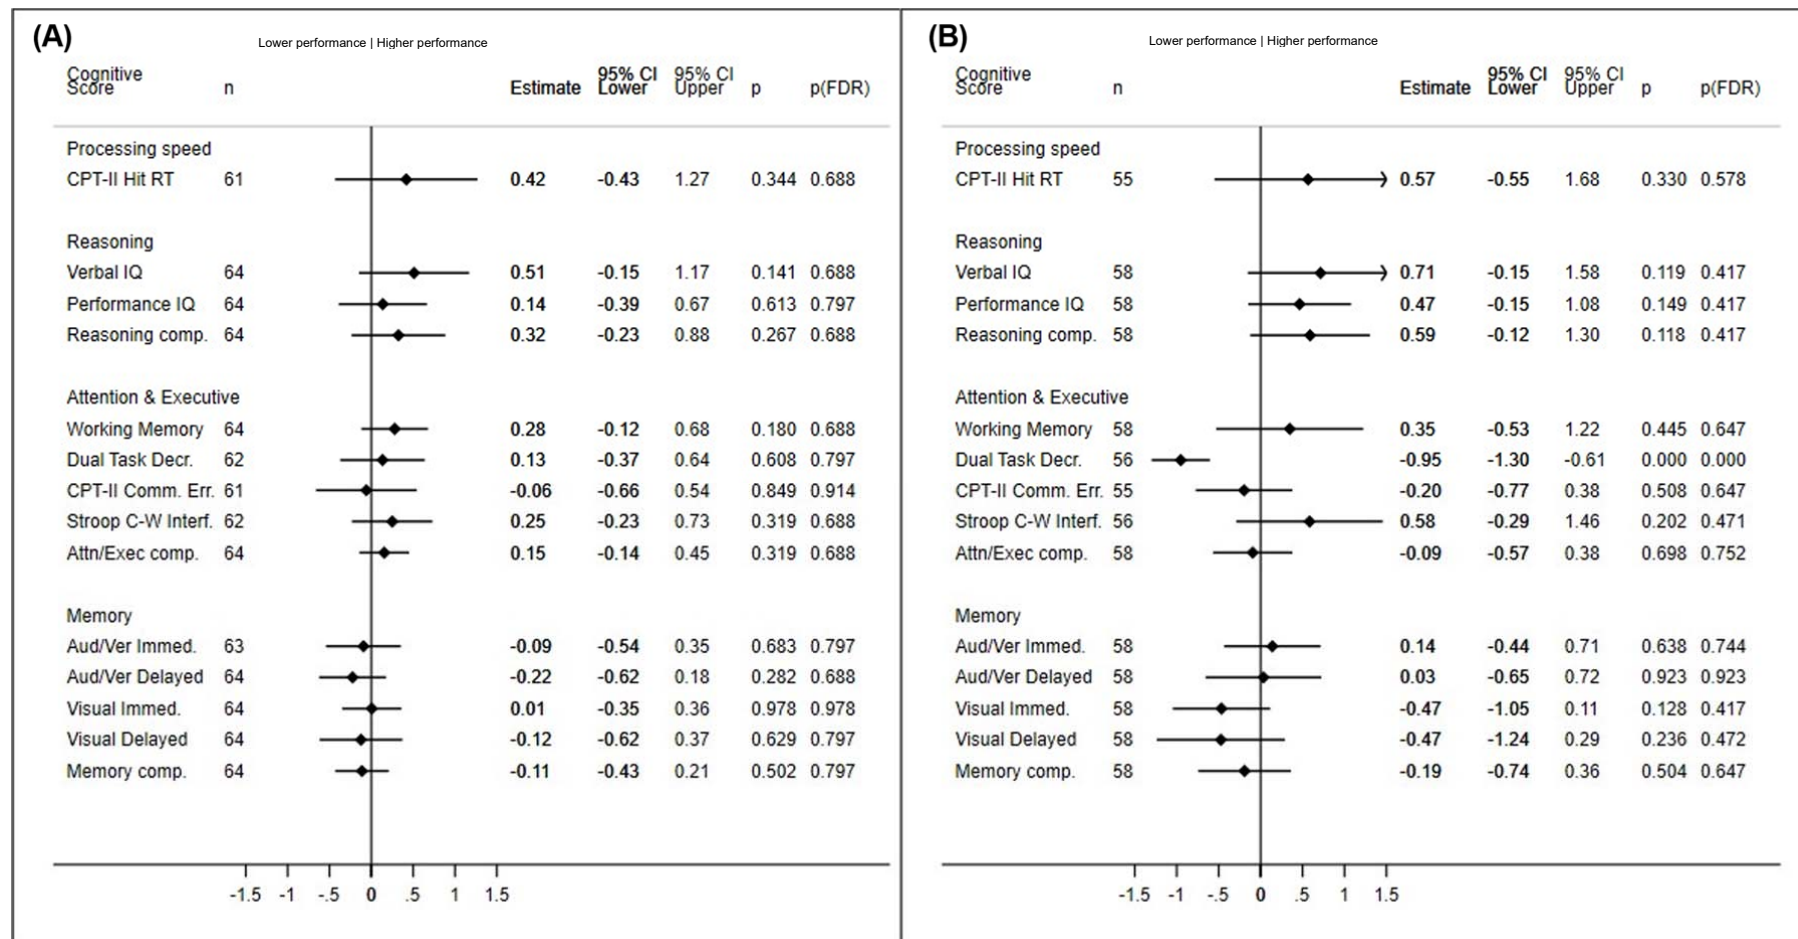 (A)
Lower performance | Higher performance
Cognitive Score n Estimate 95% CI Lower 95% CI Upper p p(FDR)
Processing speed
CPT-II Hit RT 61 0.42 -0.43 1.27 0.344 0.688
Reasoning
Verbal IQ 64 0.51 -0.15 1.17 0.141 0.688
Performance IQ 64 0.14 -0.39 0.67 0.613 0.797
Reasoning comp. 64 0.32 -0.23 0.88 0.267 0.688
Attention & Executive
Working Memory 64 0.28 -0.12 0.68 0.180 0.688
Dual Task Decr. 62 0.13 -0.37 0.64 0.608 0.797
CPT-II Comm. Err. 61 -0.06 -0.66 0.54 0.849 0.914
Stroop C-W Interf. 62 0.25 -0.23 0.73 0.319 0.688
Attn/Exec comp. 64 0.15 -0.14 0.45 0.319 0.688
Memory
Aud/Ver Immed. 63 -0.09 -0.54 0.35 0.683 0.797
Aud/Ver Delayed 64 -0.22 -0.62 0.18 0.282 0.688
Visual Immed. 64 0.01 -0.35 0.36 0.978 0.978
Visual Delayed 64 -0.12 -0.62 0.37 0.629 0.797
Memory comp. 64 -0.11 -0.43 0.21 0.502 0.797
-1.5 -1 -.5 0 .5 1 1.5
(B)
Lower performance | Higher performance
Cognitive Score n Estimate 95% CI Lower 95% CI Upper p p(FDR)
Processing speed
CPT-II Hit RT 55 0.57 -0.55 1.68 0.330 0.578
Reasoning
Verbal IQ 58 0.71 -0.15 1.58 0.119 0.417
Performance IQ 58 0.47 -0.15 1.08 0.149 0.417
Reasoning comp. 58 0.59 -0.12 1.30 0.118 0.417
Attention & Executive
Working Memory 58 0.35 -0.53 1.22 0.445 0.647
Dual Task Decr. 56 -0.95 -1.30 -0.61 0.000 0.000
CPT-II Comm. Err. 55 -0.20 -0.77 0.38 0.508 0.647
Stroop C-W Interf. 56 0.58 -0.29 1.46 0.202 0.471
Attn/Exec comp. 58 -0.09 -0.57 0.38 0.698 0.752
Memory
Aud/Ver Immed. 58 0.14 -0.44 0.71 0.638 0.744
Aud/Ver Delayed 58 0.03 -0.65 0.72 0.923 0.923
Visual Immed. 58 -0.47 -1.05 0.11 0.128 0.417
Visual Delayed 58 -0.47 -1.24 0.29 0.236 0.472
Memory comp. 58 -0.19 -0.74 0.36 0.504 0.647
-1.5 -1 -.5 0 .5 1 1.5